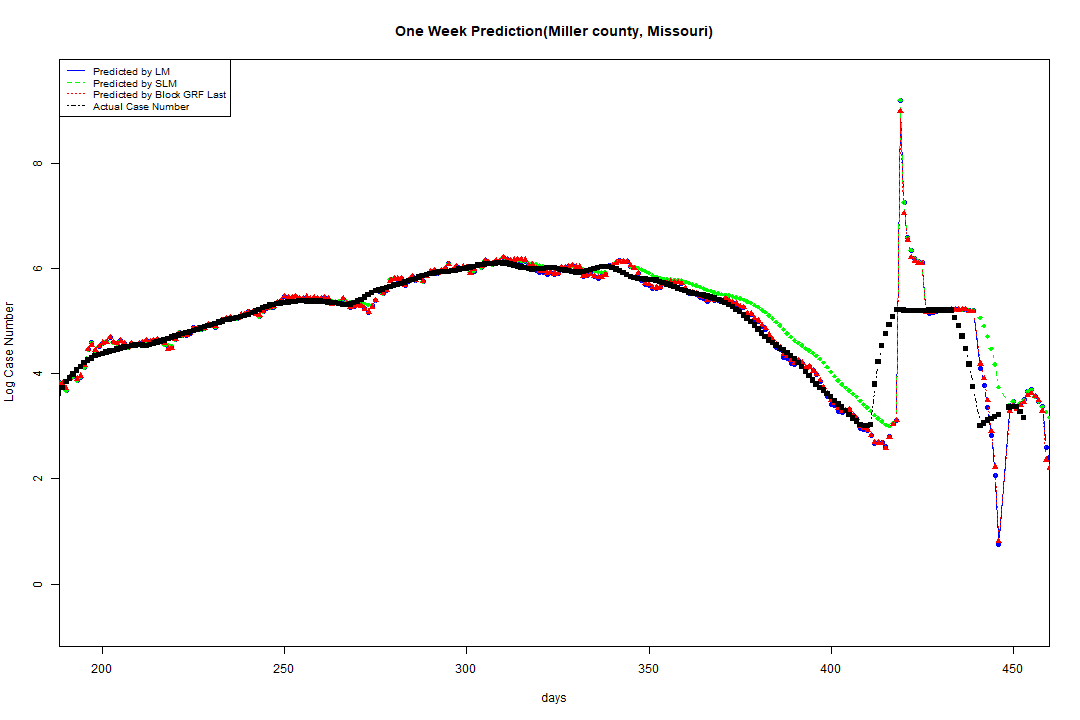 One Week Prediction(Miller county, Missouri)
Predicted by LM
Predicted by SLM
Predicted by Block GRF Last
Actual Case Number
Log Case Number
8
6
4
2
0
200 250 300 350 400 450
days